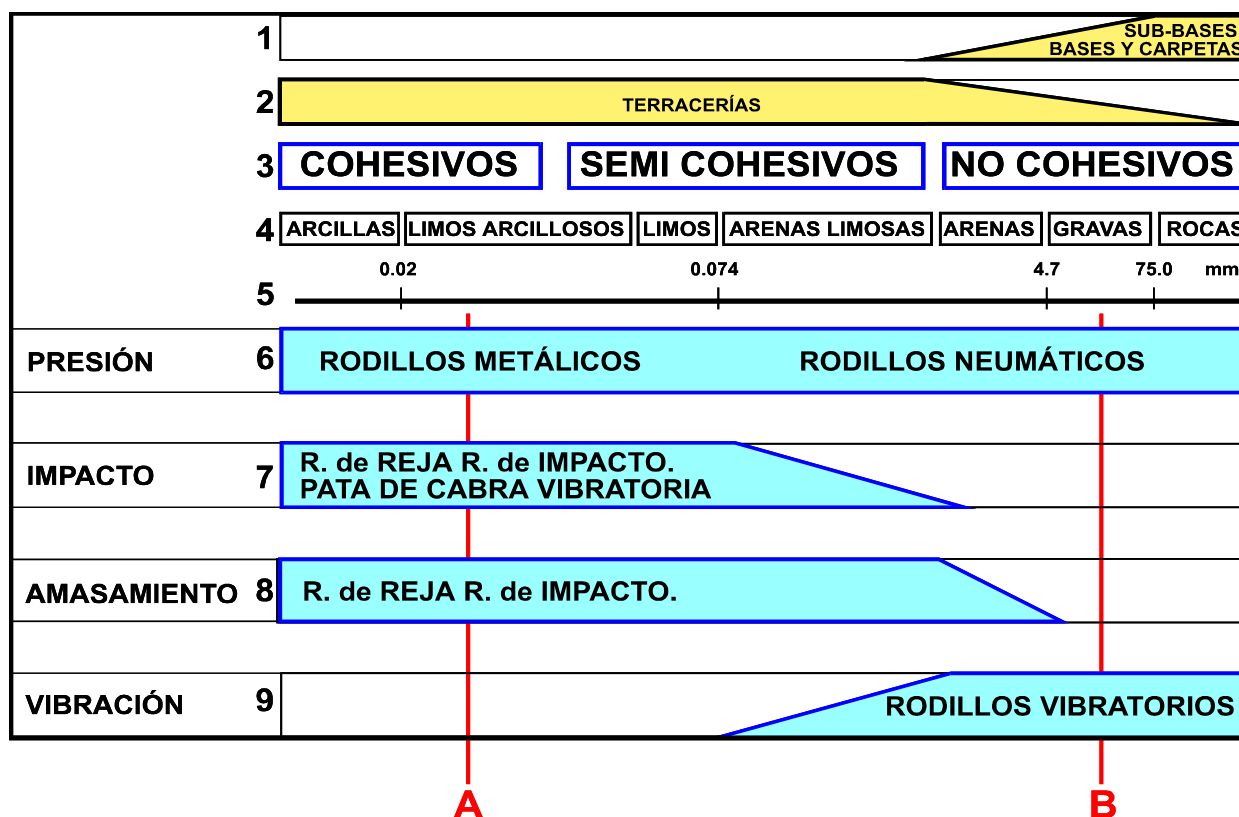 1
SUB-BASES
BASES Y CARPETAS
2
TERRACERÍAS
3 COHESIVOS SEMI COHESIVOS NO COHESIVOS
4 ARCILLAS LIMOS ARCILLOSOS LIMOS ARENAS LIMOSAS ARENAS GRAVAS ROCAS
0.02 0.074 4.7 75.0 mm
5
PRESIÓN 6 RODILLOS METÁLICOS RODILLOS NEUMÁTICOS
IMPACTO 7
R. de REJA R. de IMPACTO.
PATA DE CABRA VIBRATORIA
AMASAMIENTO 8 R. de REJA R. de IMPACTO.
VIBRACIÓN 9 RODILLOS VIBRATORIOS
A B